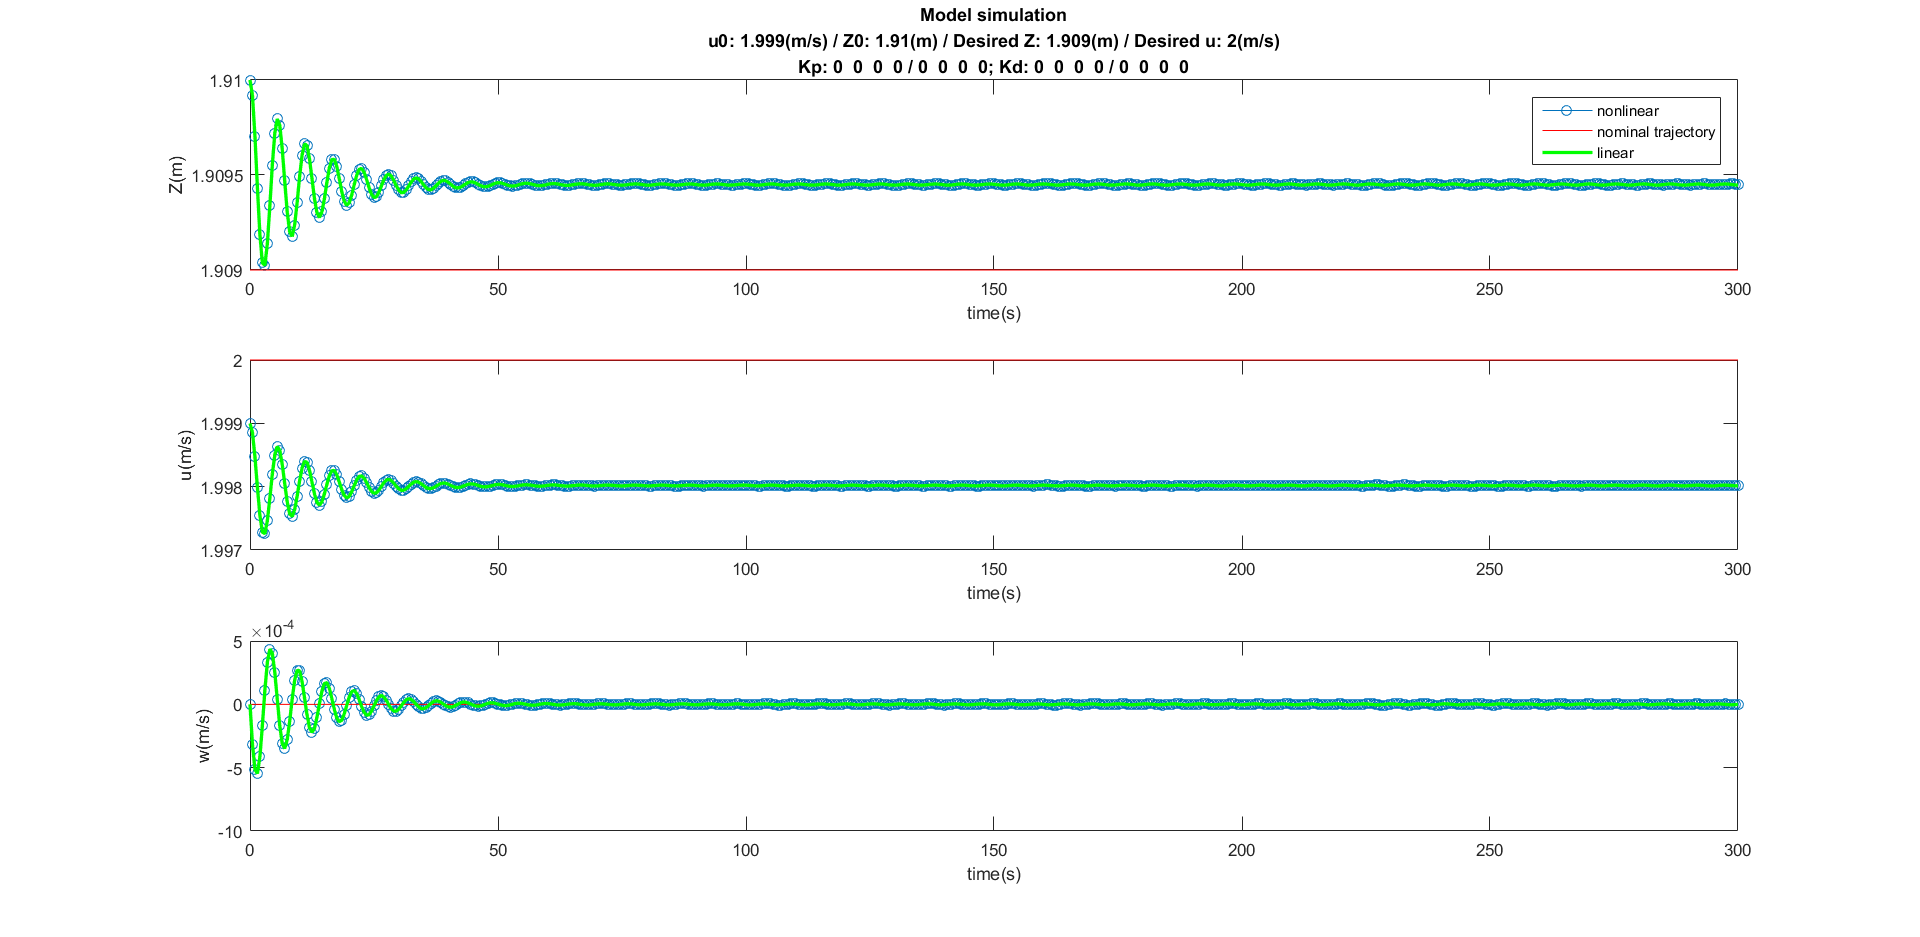 Model simulation
u0: 1.999(m/s) / Z0: 1.91(m) / Desired Z: 1.909(m) / Desired u: 2(m/s)
Kp: 0 0 0 0 / 0 0 0 0; Kd: 0 0 0 0 / 0 0 0 0
1.91
1.9095
1.909
Z(m)
nonlinear
nominal trajectory
linear
0 50 100 150 200 250 300
time(s)
2
1.999
1.998
1.997
u(m/s)
0 50 100 150 200 250 300
time(s)
×10^-4
5
0
-5
-10
w(m/s)
0 50 100 150 200 250 300
time(s)